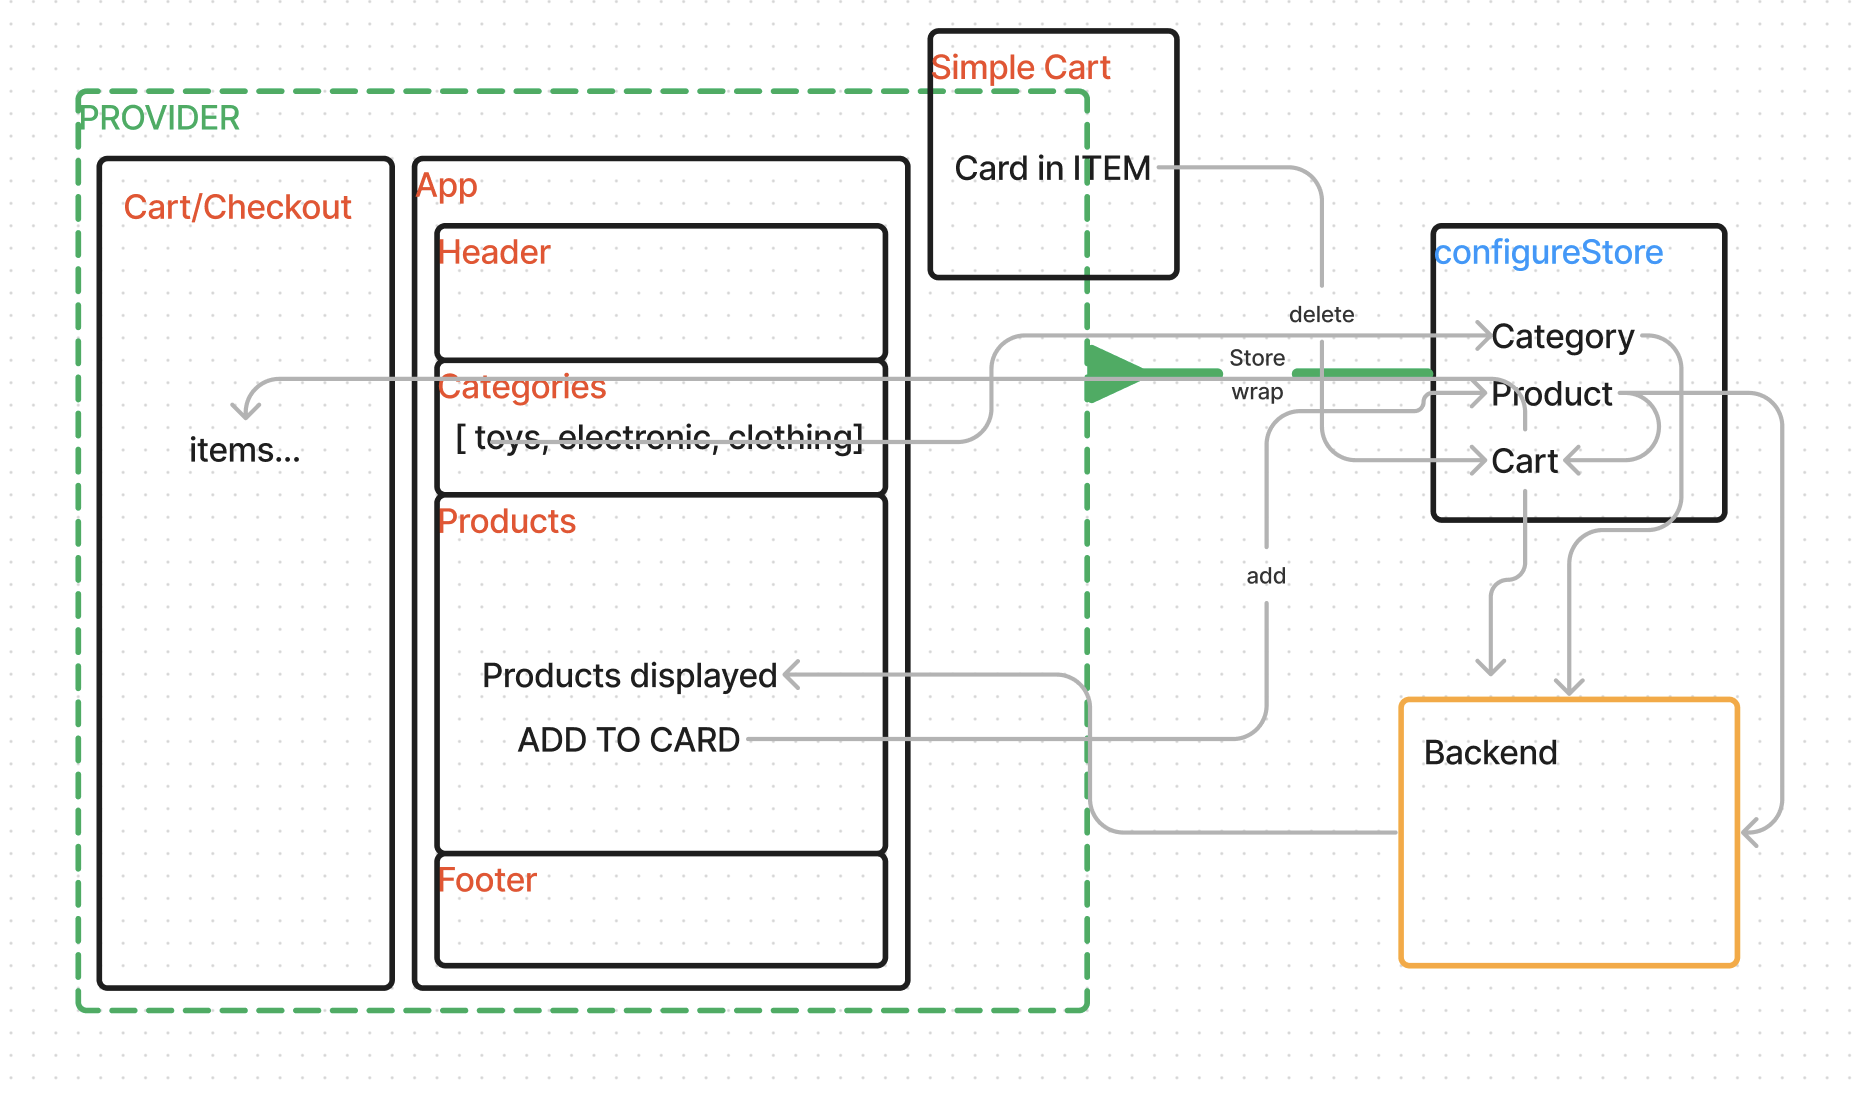 Simple Cart
Card in ITEM
PROVIDER
Cart/Checkout
items...
App
Header
Categories
[ toys, electronic, clothing]
Products
Products displayed
ADD TO CARD
Footer
delete
Store
wrap
add
configureStore
Category
Product
Cart
Backend